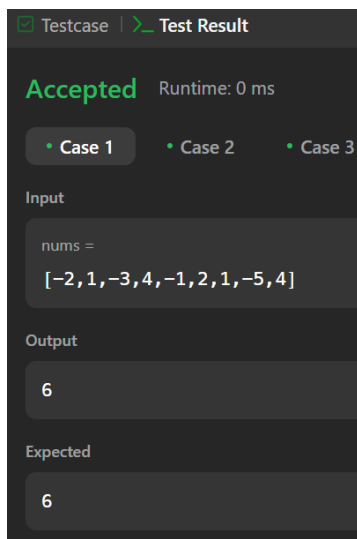 Testcase | >_ Test Result
Accepted Runtime: 0 ms
• Case 1 • Case 2 • Case 3
Input
nums =
[-2,1,-3,4,-1,2,1,-5,4]
Output
6
Expected
6